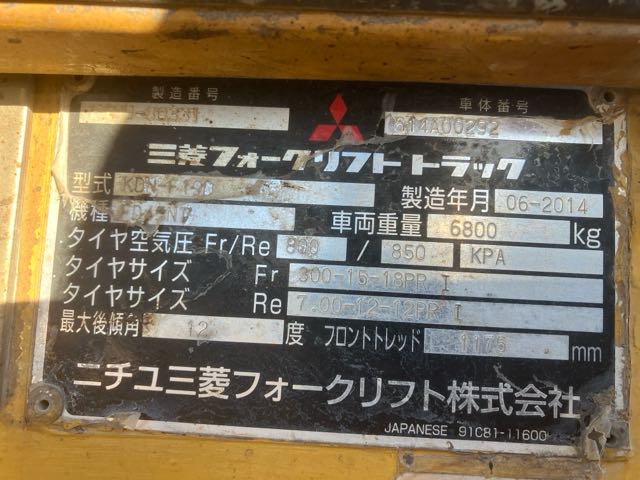 製造番号 車体番号
614A00292
三菱フォークリフトトラック
型式 製造年月 06-2014
機種 車両重量 6800 kg
タイヤ空気圧 Fr/Re / 850 KPA
タイヤサイズ Fr 300-15-18PR I
タイヤサイズ Re 7.00-12-12PR I
最大後傾角 12 度 フロントトレッド 1175 mm
ニチユ三菱フォークリフト株式会社
JAPANESE 91C81-11600